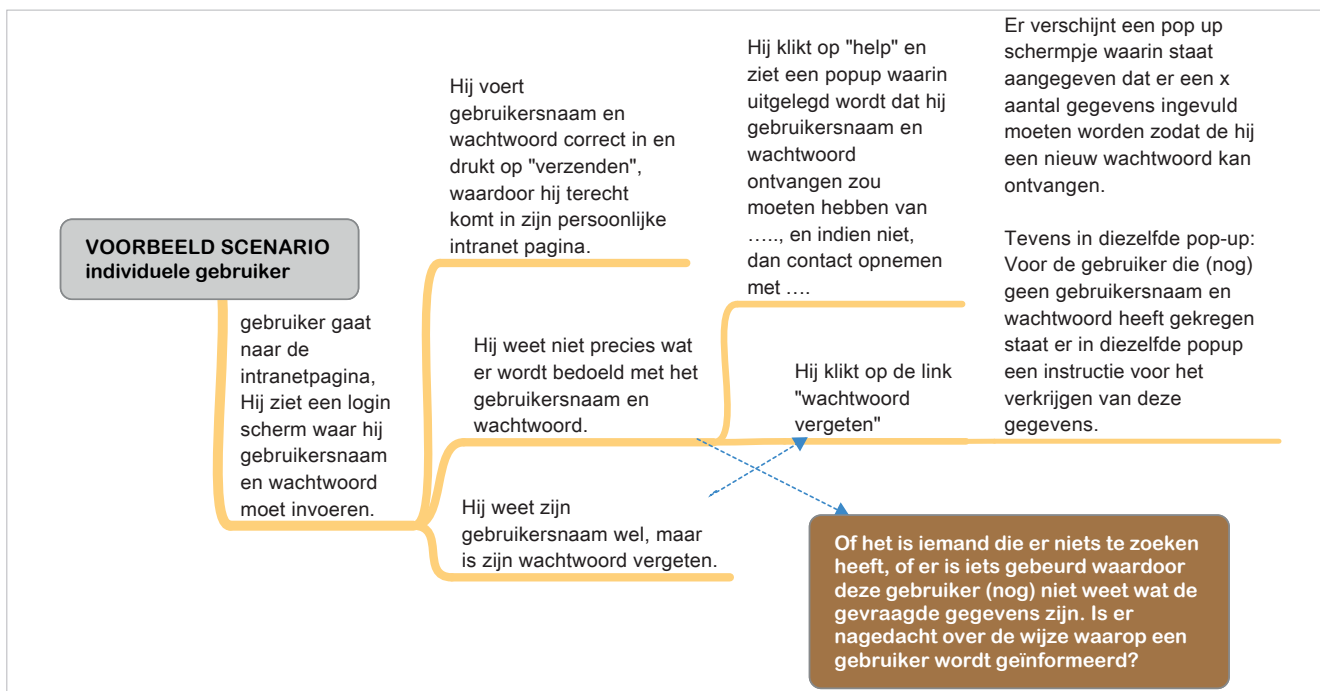 VOORBEELD SCENARIO
individuele gebruiker
gebruiker gaat
naar de
intranetpagina,
Hij ziet een login
scherm waar hij
gebruikersnaam
en wachtwoord
moet invoeren.
Hij voert
gebruikersnaam en
wachtwoord correct in en
drukt op "verzenden",
waardoor hij terecht
komt in zijn persoonlijke
intranet pagina.
Hij weet niet precies wat
er wordt bedoeld met het
gebruikersnaam en
wachtwoord.
Hij weet zijn
gebruikersnaam wel, maar
is zijn wachtwoord vergeten.
Hij klikt op "help" en
ziet een popup waarin
uitgelegd wordt dat hij
gebruikersnaam en
wachtwoord
ontvangen zou
moeten hebben van
….., en indien niet,
dan contact opnemen
met ….
Hij klikt op de link
"wachtwoord
vergeten"
Er verschijnt een pop up
schermpje waarin staat
aangegeven dat er een x
aantal gegevens ingevuld
moeten worden zodat de hij
een nieuw wachtwoord kan
ontvangen.
Tevens in diezelfde pop-up:
Voor de gebruiker die (nog)
geen gebruikersnaam en
wachtwoord heeft gekregen
staat er in diezelfde popup
een instructie voor het
verkrijgen van deze
gegevens.
Of het is iemand die er niets te zoeken
heeft, of er is iets gebeurd waardoor
deze gebruiker (nog) niet weet wat de
gevraagde gegevens zijn. Is er
nagedacht over de wijze waarop een
gebruiker wordt geïnformeerd?